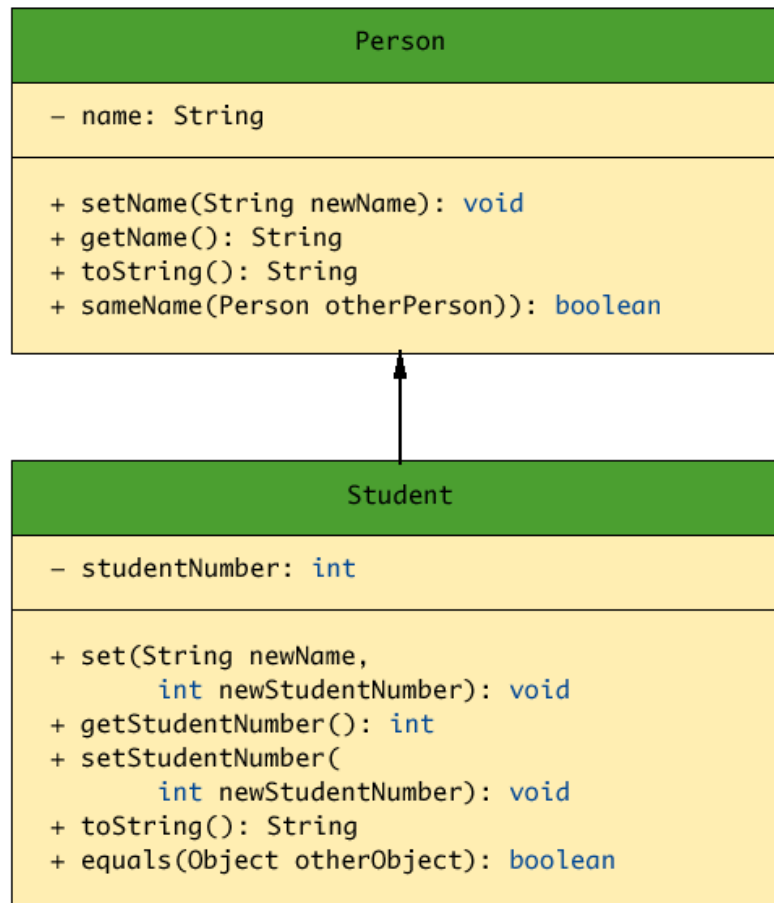 Person
– name: String
+ setName(String newName): void
+ getName(): String
+ toString(): String
+ sameName(Person otherPerson)): boolean
Student
– studentNumber: int
+ set(String newName,
int newStudentNumber): void
+ getStudentNumber(): int
+ setStudentNumber(
int newStudentNumber): void
+ toString(): String
+ equals(Object otherObject): boolean